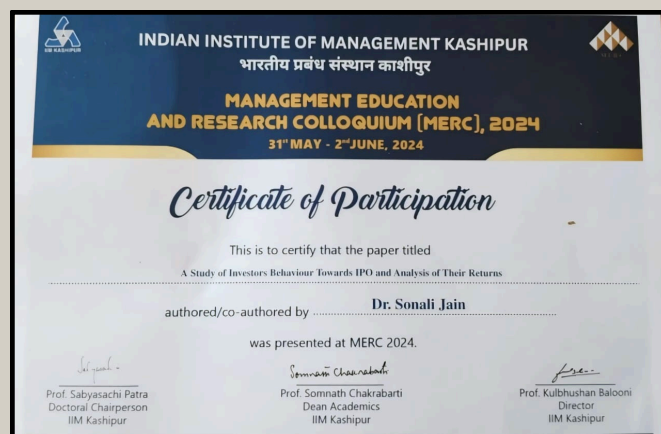 IIM KASHIPUR
MERC
INDIAN INSTITUTE OF MANAGEMENT KASHIPUR
भारतीय प्रबंध संस्थान काशीपुर
MANAGEMENT EDUCATION
AND RESEARCH COLLOQUIUM (MERC), 2024
31st MAY - 2nd JUNE, 2024
Certificate of Participation
This is to certify that the paper titled
A Study of Investors Behaviour Towards IPO and Analysis of Their Returns
authored/co-authored by Dr. Sonali Jain
was presented at MERC 2024.
Somnath Chakrabarti
Prof. Sabyasachi Patra
Doctoral Chairperson
IIM Kashipur
Prof. Somnath Chakrabarti
Dean Academics
IIM Kashipur
Prof. Kulbhushan Balooni
Director
IIM Kashipur